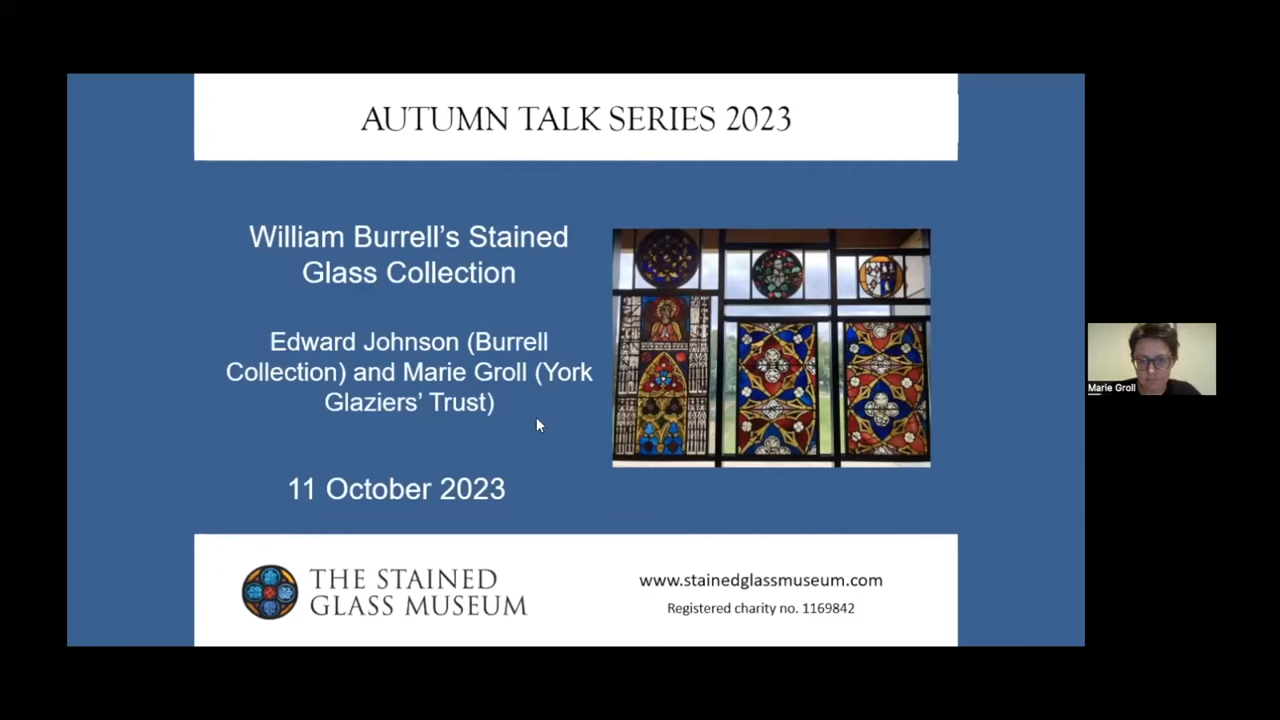 AUTUMN TALK SERIES 2023
William Burrell’s Stained
Glass Collection
Edward Johnson (Burrell
Collection) and Marie Groll (York
Glaziers’ Trust)
11 October 2023
THE STAINED
GLASS MUSEUM
www.stainedglassmuseum.com
Registered charity no. 1169842
Marie Groll